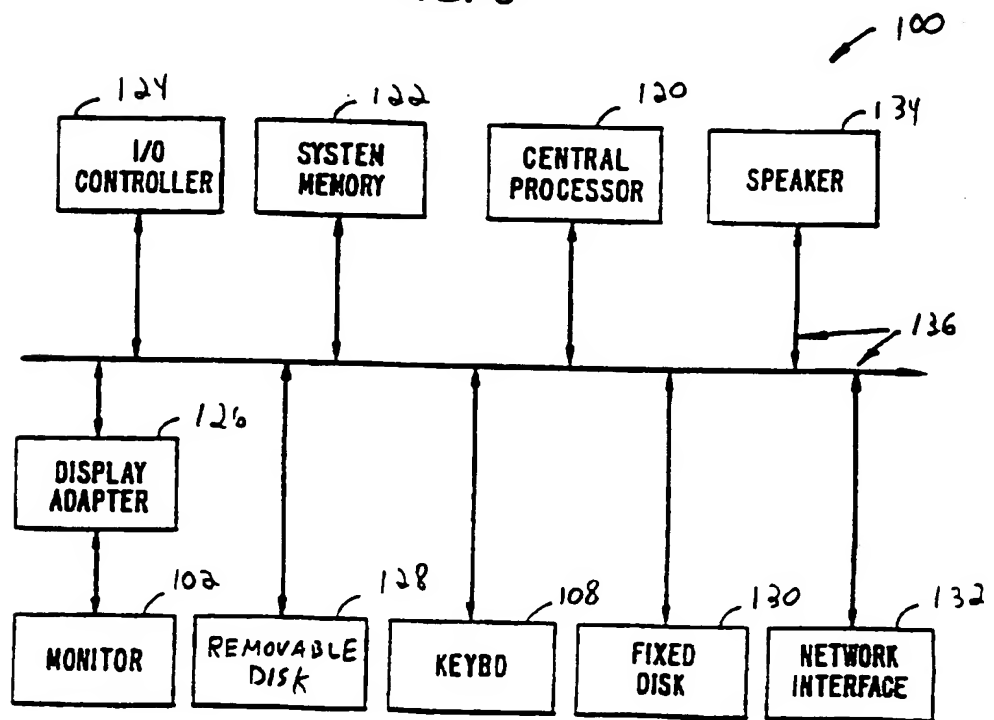 100
124
122
120
134
I/O
CONTROLLER
SYSTEM
MEMORY
CENTRAL
PROCESSOR
SPEAKER
136
126
DISPLAY
ADAPTER
102
128
108
130
132
MONITOR
REMOVABLE
DISK
KEYBD
FIXED
DISK
NETWORK
INTERFACE